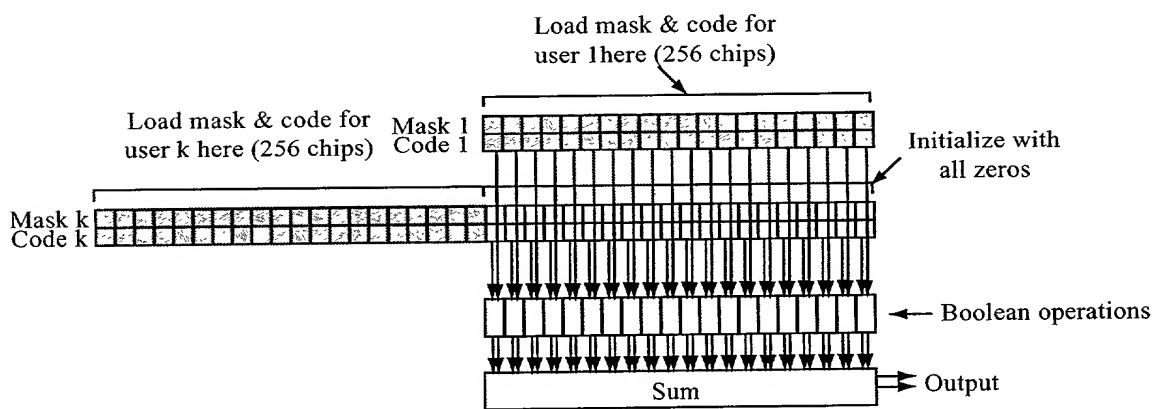 Load mask & code for
user 1here (256 chips)
Load mask & code for
user k here (256 chips)
Mask 1
Code 1
Initialize with
all zeros
Mask k
Code k
Boolean operations
Sum
Output